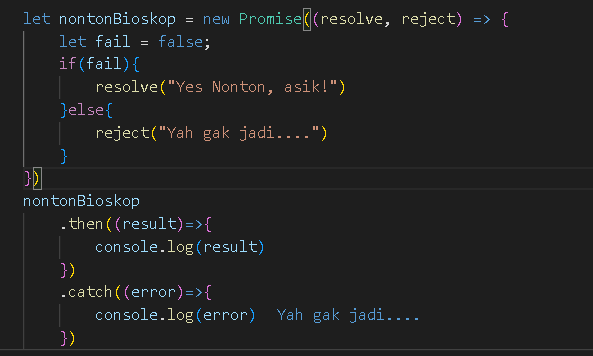 let nontonBioskop = new Promise((resolve, reject) => {
    let fail = false;
    if(fail){
        resolve("Yes Nonton, asik!")
    }else{
        reject("Yah gak jadi....")
    }
})
nontonBioskop
    .then((result)=>{
        console.log(result)
    })
    .catch((error)=>{
        console.log(error)  Yah gak jadi....
    })